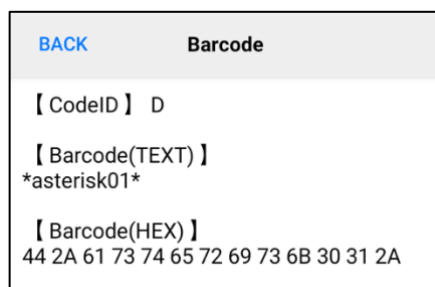 BACK Barcode
【 CodeID 】 D
【 Barcode(TEXT) 】
*asterisk01*
【 Barcode(HEX) 】
44 2A 61 73 74 65 72 69 73 6B 30 31 2A